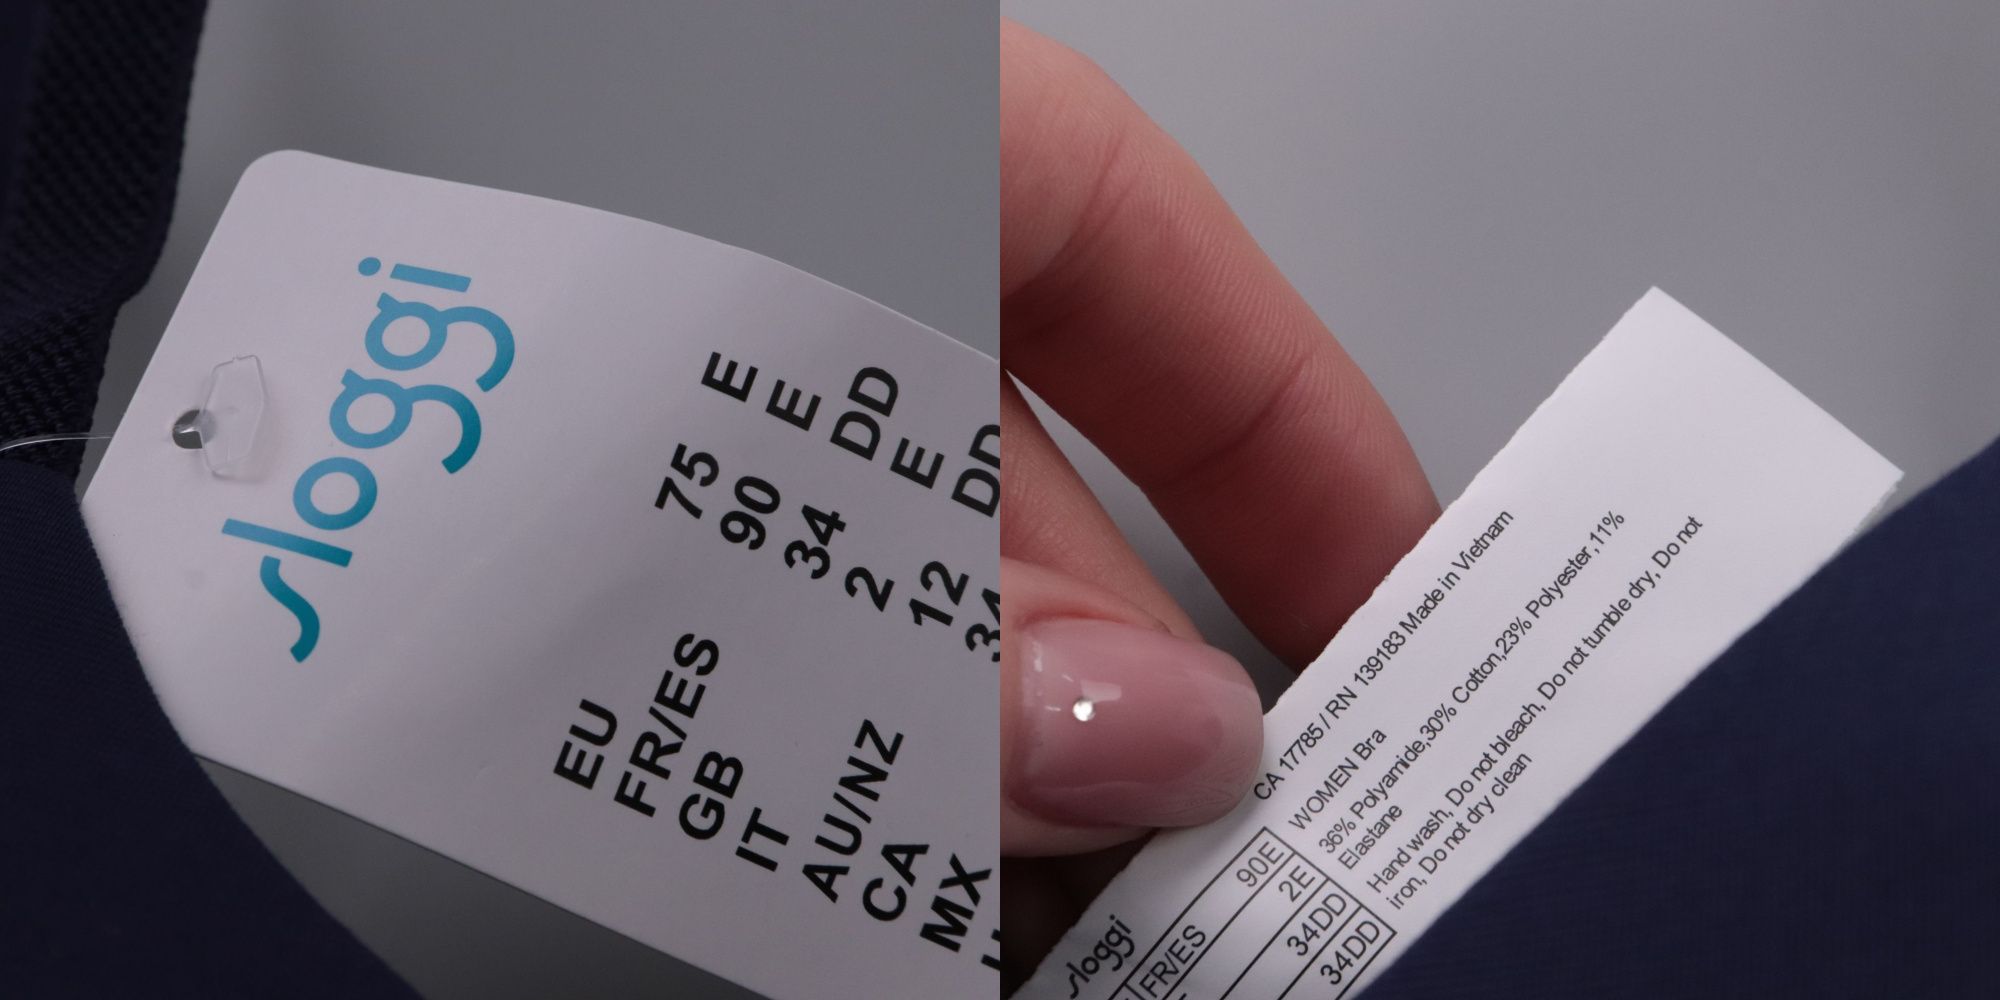 sloggi
EU 75 E
FR/ES 90 E
GB 34 DD
IT 2 E
AU/NZ 12 DD
CA 34
MX
CA 17785 / RN 139183 Made in Vietnam
WOMEN Bra
36% Polyamide,30% Cotton,23% Polyester,11%
Elastane
Hand wash, Do not bleach, Do not tumble dry, Do not
iron, Do not dry clean
sloggi
FR/ES 90E
2E
34DD
34DD